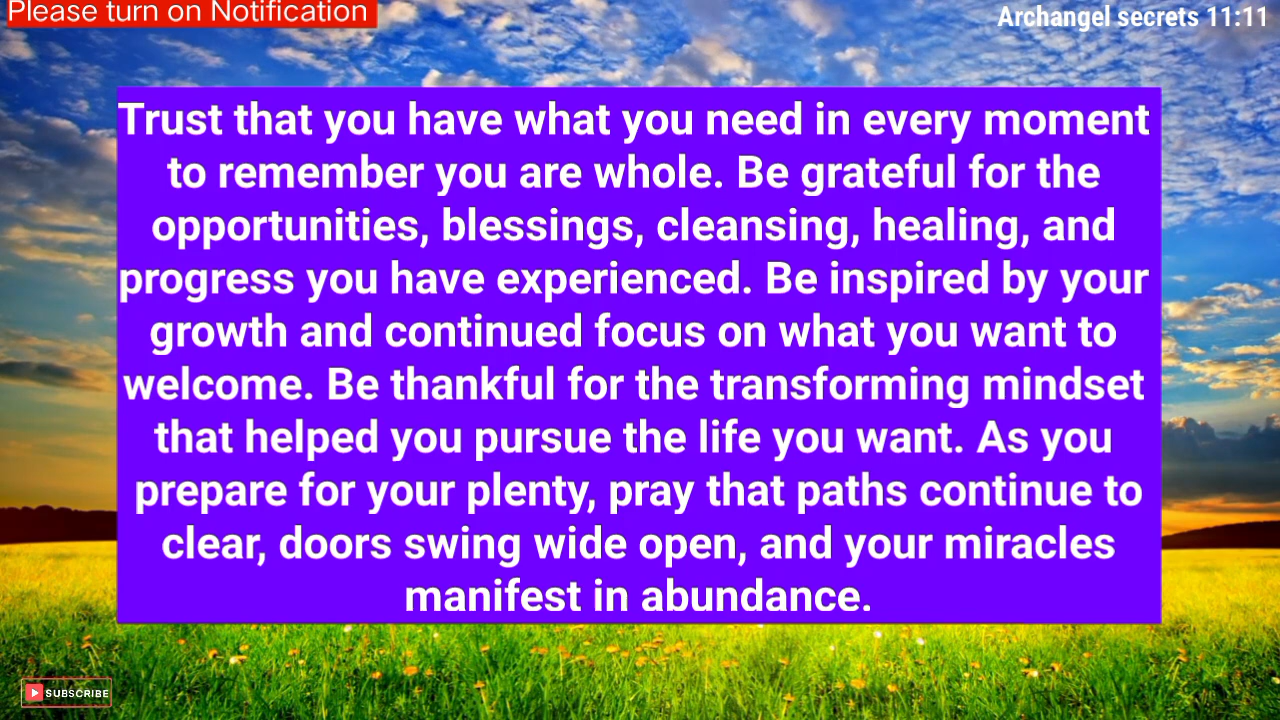 Please turn on Notification
Archangel secrets 11:11
Trust that you have what you need in every moment
to remember you are whole. Be grateful for the
opportunities, blessings, cleansing, healing, and
progress you have experienced. Be inspired by your
growth and continued focus on what you want to
welcome. Be thankful for the transforming mindset
that helped you pursue the life you want. As you
prepare for your plenty, pray that paths continue to
clear, doors swing wide open, and your miracles
manifest in abundance.
SUBSCRIBE